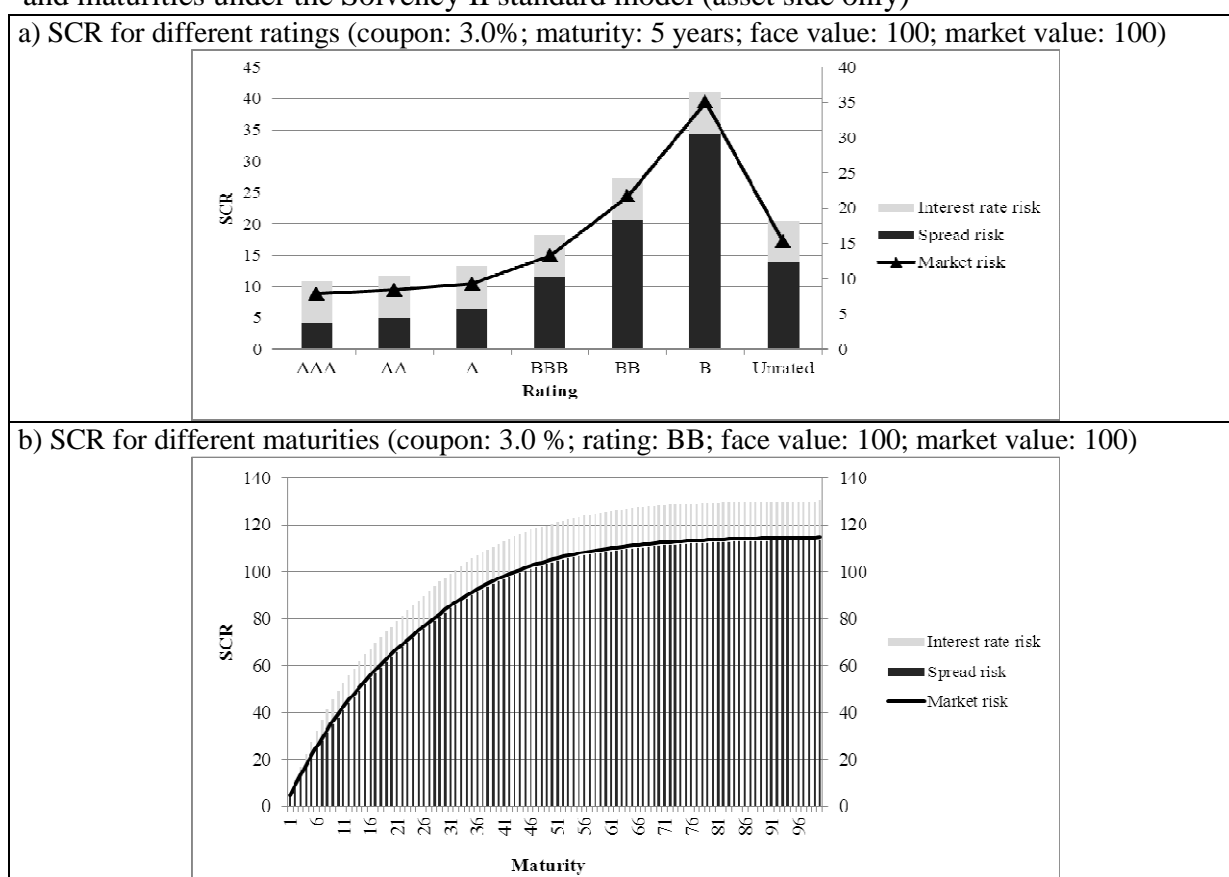 and maturities under the Solvency II standard model (asset side only)
a) SCR for different ratings (coupon: 3.0%; maturity: 5 years; face value: 100; market value: 100)
45
40
35
30
25
20
15
10
5
0
SCR
40
35
30
25
20
15
10
5
0
AAA AA A BBB BB B Unrated
Rating
Interest rate risk
Spread risk
Market risk
b) SCR for different maturities (coupon: 3.0 %; rating: BB; face value: 100; market value: 100)
140
120
100
80
60
40
20
0
SCR
140
120
100
80
60
40
20
0
1 6 11 16 21 26 31 36 41 46 51 56 61 66 71 76 81 86 91 96
Maturity
Interest rate risk
Spread risk
Market risk